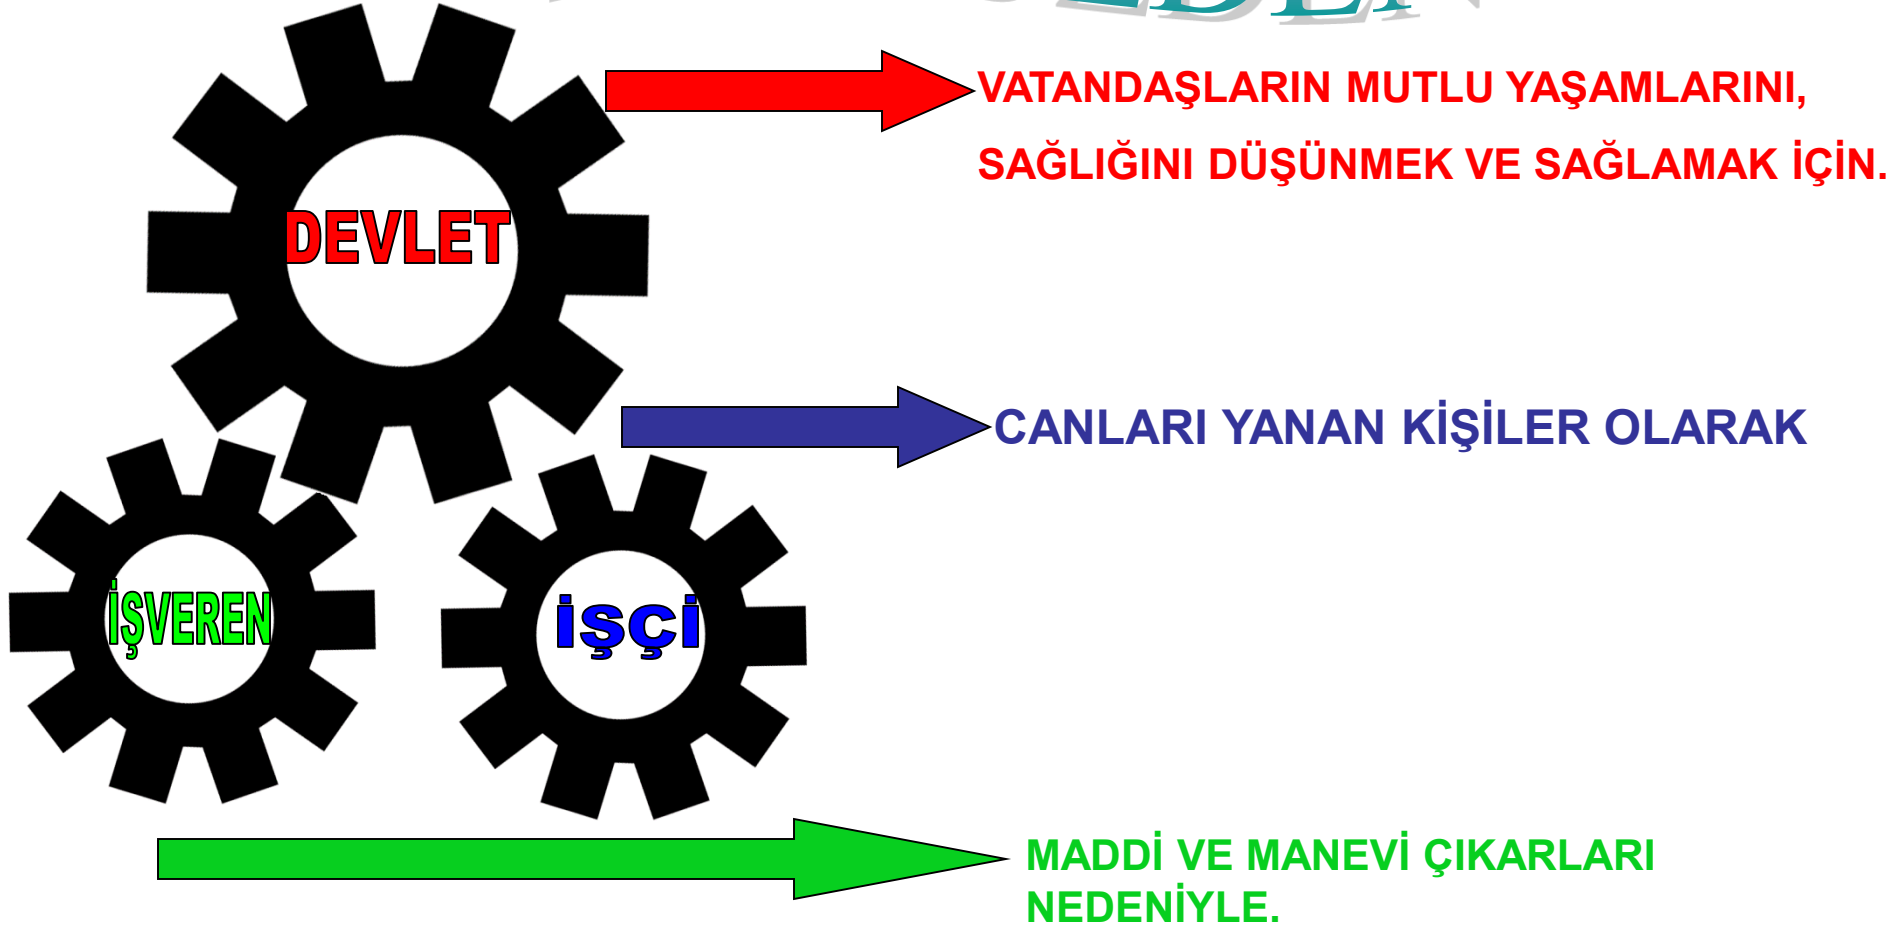 VATANDAŞLARIN MUTLU YAŞAMLARINI,
SAĞLIĞINI DÜŞÜNMEK VE SAĞLAMAK İÇİN.
DEVLET
CANLARI YANAN KİŞİLER OLARAK
İŞVEREN
İŞÇİ
MADDİ VE MANEVİ ÇIKARLARI
NEDENİYLE.